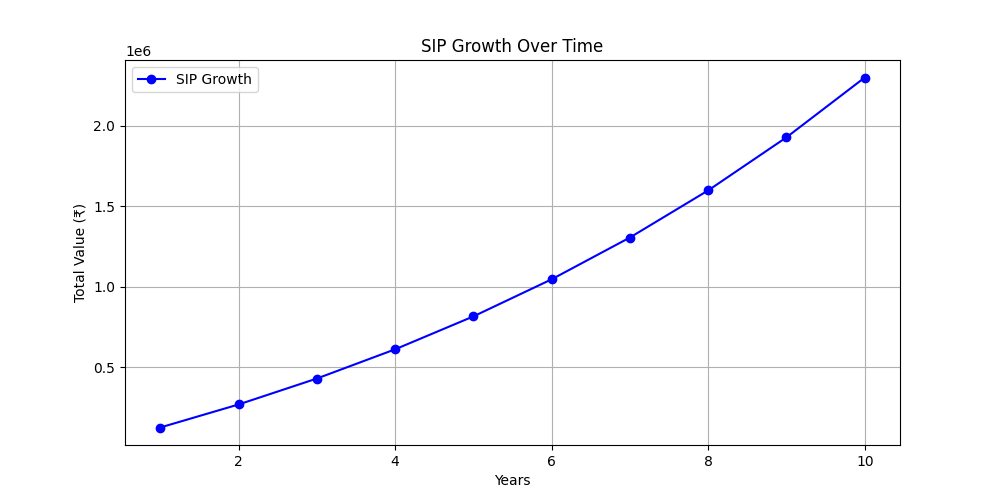 SIP Growth Over Time
1e6
SIP Growth
2.0
1.5
1.0
0.5
Total Value (₹)
2 4 6 8 10
Years